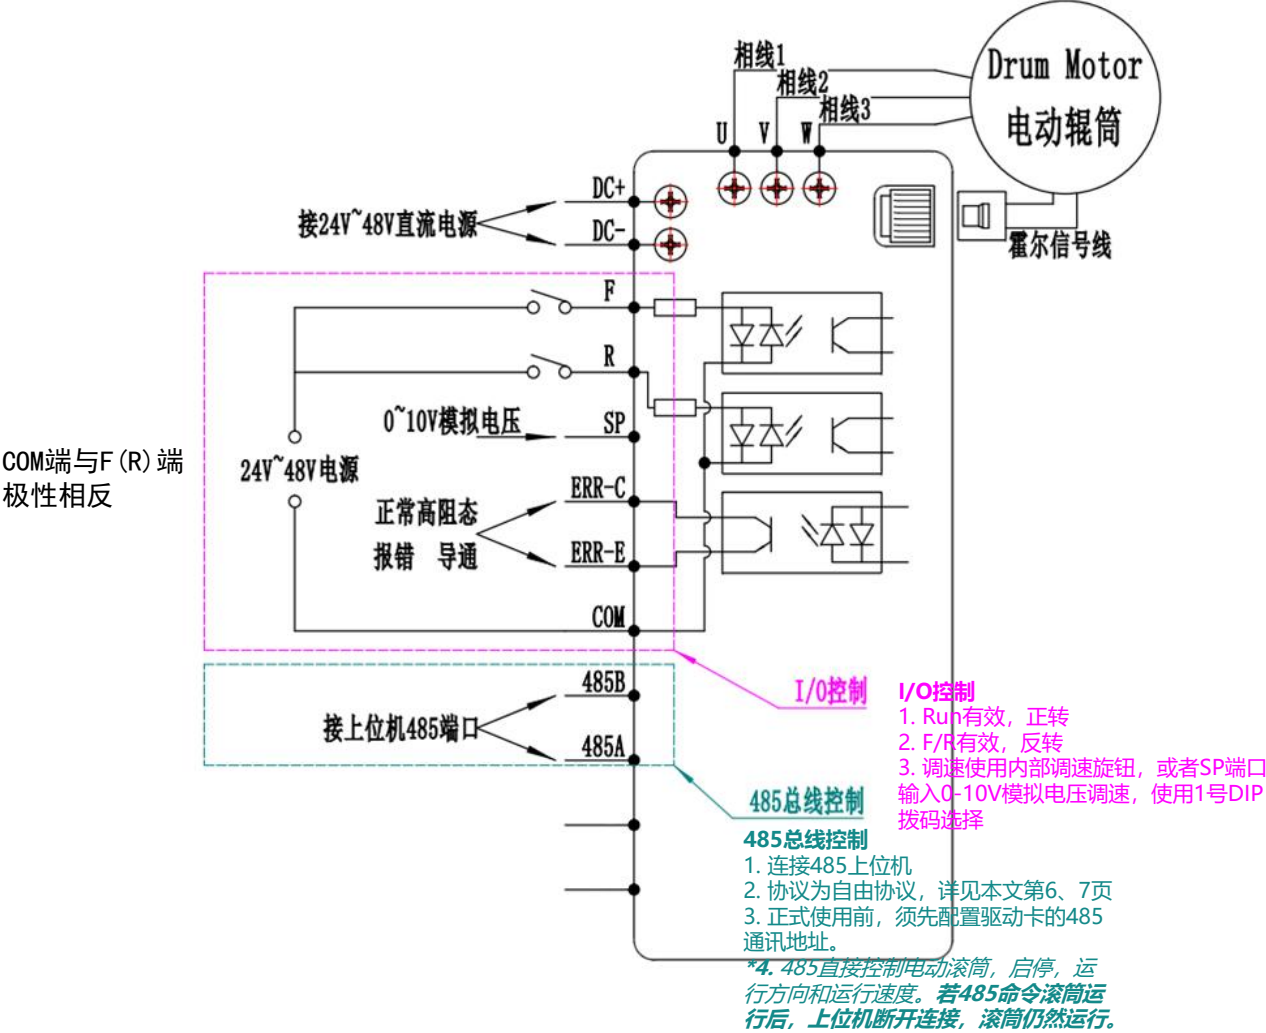 相线1
相线2
相线3
Drum Motor
电动辊筒
U
V
W
DC+
接24V~48V直流电源
DC-
霍尔信号线
F
R
0~10V模拟电压
SP
COM端与F(R)端
极性相反
24V~48V电源
ERR-C
正常高阻态
报错 导通
ERR-E
COM
485B
接上位机485端口
485A
I/O控制
I/O控制
1. Run有效，正转
2. F/R有效，反转
3. 调速使用内部调速旋钮，或者SP端口
输入0-10V模拟电压调速，使用1号DIP
拨码选择
485总线控制
485总线控制
1. 连接485上位机
2. 协议为自由协议，详见本文第6、7页
3. 正式使用前，须先配置驱动卡的485
通讯地址。
*4. 485直接控制电动滚筒，启停，运
行方向和运行速度。若485命令滚筒运
行后，上位机断开连接，滚筒仍然运行。